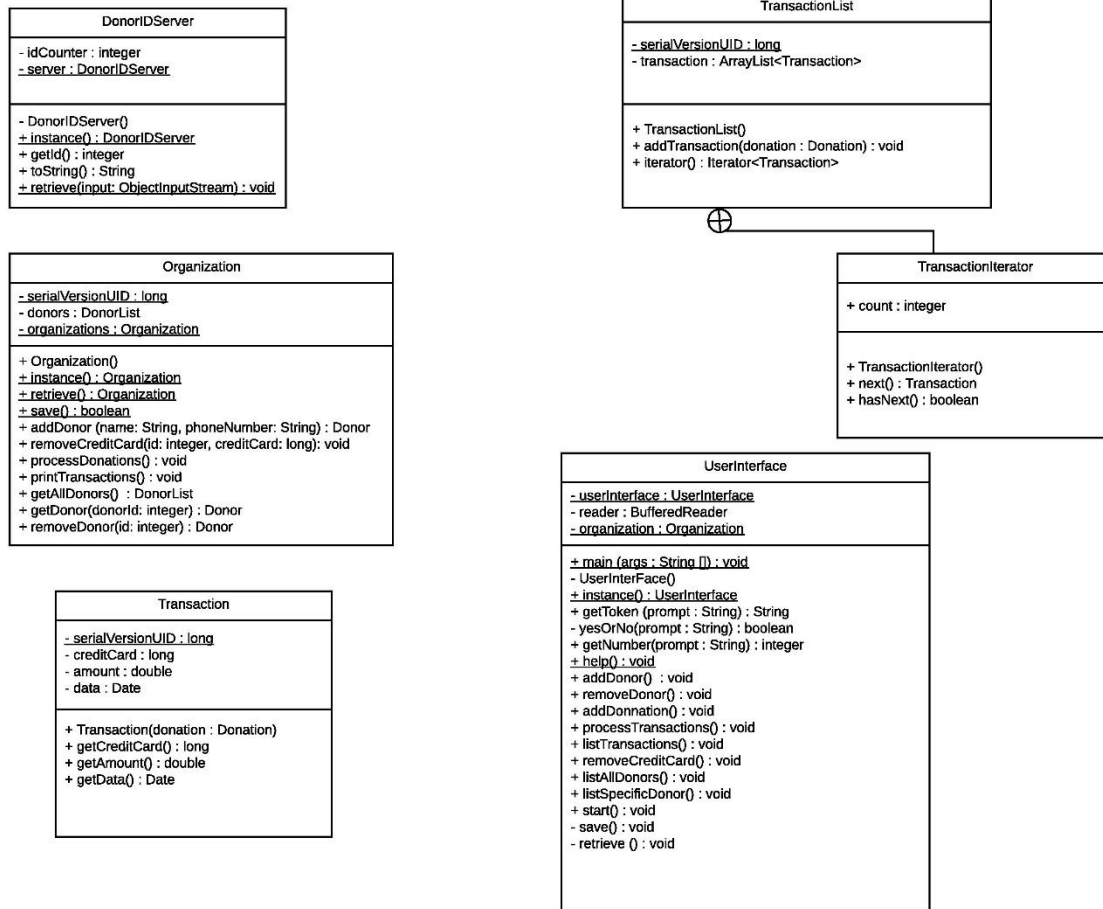 DonorIDServer
- idCounter : integer
- server : DonorIDServer
- DonorIDServer()
+ instance() : DonorIDServer
+ getId() : integer
+ toString() : String
+ retrieve(input: ObjectInputStream) : void
TransactionList
- serialVersionUID : long
- transaction : ArrayList<Transaction>
+ TransactionList()
+ addTransaction(donation : Donation) : void
+ iterator() : Iterator<Transaction>
Organization
- serialVersionUID : long
- donors : DonorList
- organizations : Organization
+ Organization()
+ instance() : Organization
+ retrieve() : Organization
+ save() : boolean
+ addDonor (name: String, phoneNumber: String) : Donor
+ removeCreditCard(id: integer, creditCard: long): void
+ processDonations() : void
+ printTransactions() : void
+ getAllDonors() : DonorList
+ getDonor(donorId: integer) : Donor
+ removeDonor(id: integer) : Donor
TransactionIterator
+ count : integer
+ TransactionIterator()
+ next() : Transaction
+ hasNext() : boolean
UserInterface
- userInterface : UserInterface
- reader : BufferedReader
- organization : Organization
+ main (args : String []) : void
- UserInterFace()
+ instance() : UserInterface
+ getToken (prompt : String) : String
- yesOrNo(prompt : String) : boolean
+ getNumber(prompt : String) : integer
+ help() : void
+ addDonor() : void
+ removeDonor() : void
+ addDonnation() : void
+ processTransactions() : void
+ listTransactions() : void
+ removeCreditCard() : void
+ listAllDonors() : void
+ listSpecificDonor() : void
+ start() : void
- save() : void
- retrieve () : void
Transaction
- serialVersionUID : long
- creditCard : long
- amount : double
- data : Date
+ Transaction(donation : Donation)
+ getCreditCard() : long
+ getAmount() : double
+ getData() : Date